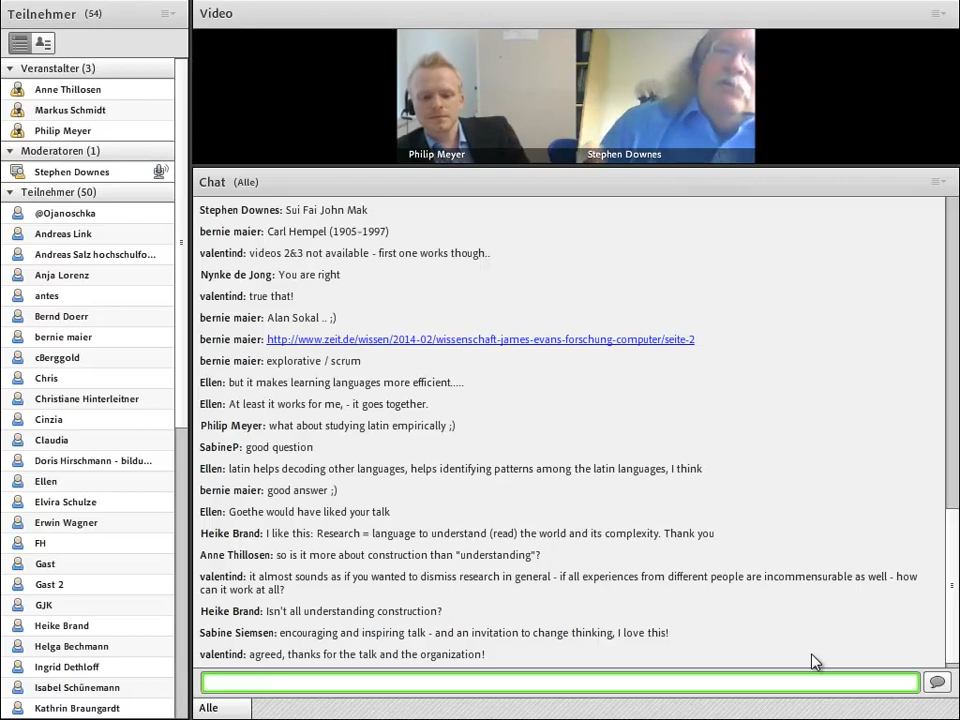 Teilnehmer (54)
Veranstalter (3)
Anne Thillosen
Markus Schmidt
Philip Meyer
Moderatoren (1)
Stephen Downes
Teilnehmer (50)
@Ojanoschka
Andreas Link
Andreas Salz hochschulfo...
Anja Lorenz
antes
Bernd Doerr
bernie maier
cBerggold
Chris
Christiane Hinterleitner
Cinzia
Claudia
Doris Hirschmann - bildu...
Ellen
Elvira Schulze
Erwin Wagner
FH
Gast
Gast 2
GJK
Heike Brand
Helga Bechmann
Ingrid Dethloff
Isabel Schünemann
Kathrin Braungardt
Video
Philip Meyer
Stephen Downes
Chat (Alle)
Stephen Downes: Sui Fai John Mak
bernie maier: Carl Hempel (1905-1997)
valentind: videos 2&3 not available - first one works though..
Nynke de Jong: You are right
valentind: true that!
bernie maier: Alan Sokal .. ;)
bernie maier: http://www.zeit.de/wissen/2014-02/wissenschaft-james-evans-forschung-computer/seite-2
bernie maier: explorative / scrum
Ellen: but it makes learning languages more efficient.....
Ellen: At least it works for me, - it goes together.
Philip Meyer: what about studying latin empirically ;)
SabineP: good question
Ellen: latin helps decoding other languages, helps identifying patterns among the latin languages, I think
bernie maier: good answer ;)
Ellen: Goethe would have liked your talk
Heike Brand: I like this: Research = language to understand (read) the world and its complexity. Thank you
Anne Thillosen: so is it more about construction than "understanding"?
valentind: it almost sounds as if you wanted to dismiss research in general - if all experiences from different people are incommensurable as well - how
can it work at all?
Heike Brand: Isn't all understanding construction?
Sabine Siemsen: encouraging and inspiring talk - and an invitation to change thinking, I love this!
valentind: agreed, thanks for the talk and the organization!
Alle